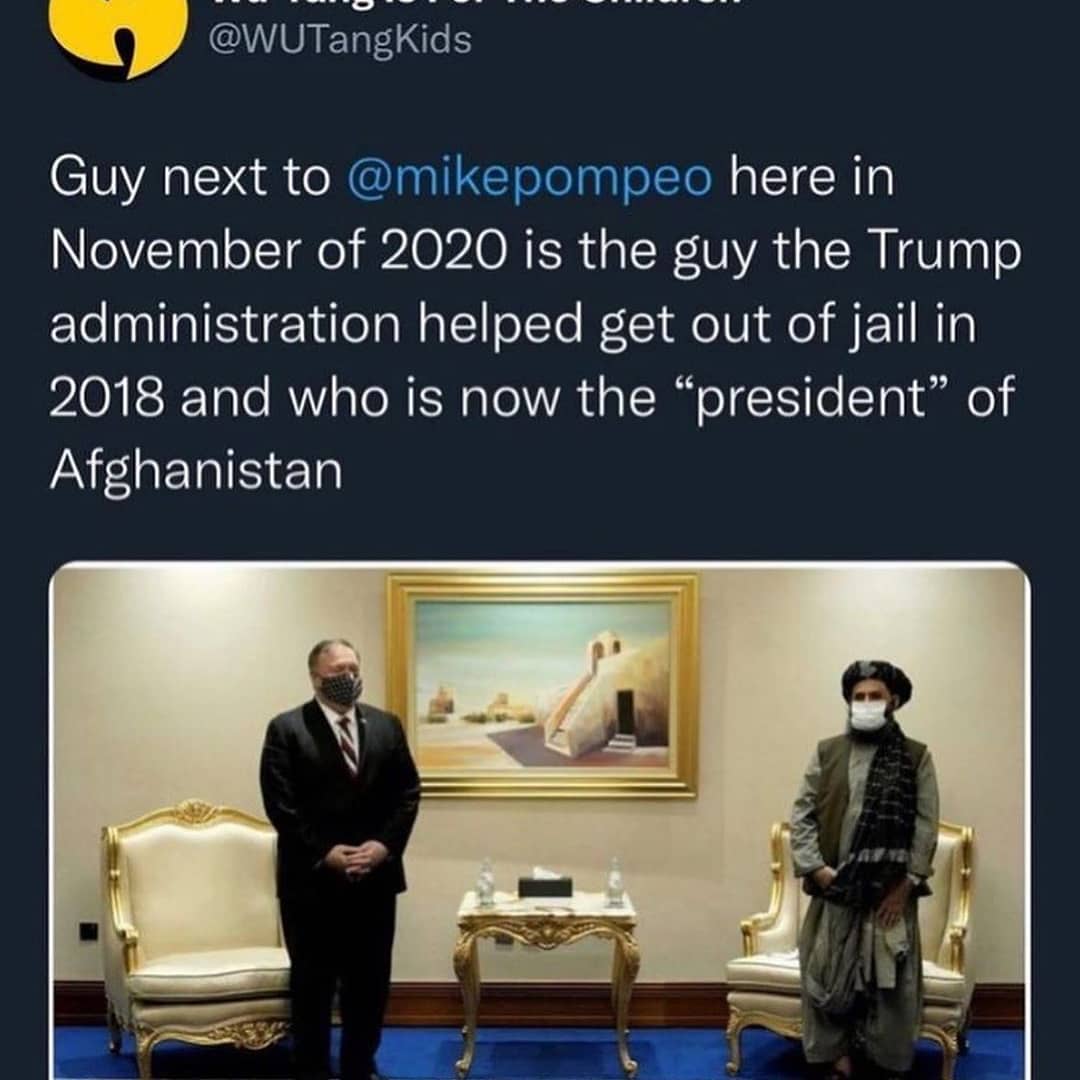 @WUTangKids
Guy next to @mikepompeo here in
November of 2020 is the guy the Trump
administration helped get out of jail in
2018 and who is now the “president” of
Afghanistan